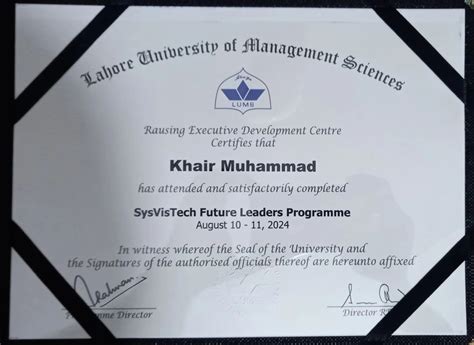 Lahore University of Management Sciences
LUMS
Rausing Executive Development Centre
Certifies that
Khair Muhammad
has attended and satisfactorily completed
SysVisTech Future Leaders Programme
August 10 - 11, 2024
In witness whereof the Seal of the University and
the Signatures of the authorised officials thereof are hereunto affixed
Programme Director
Director